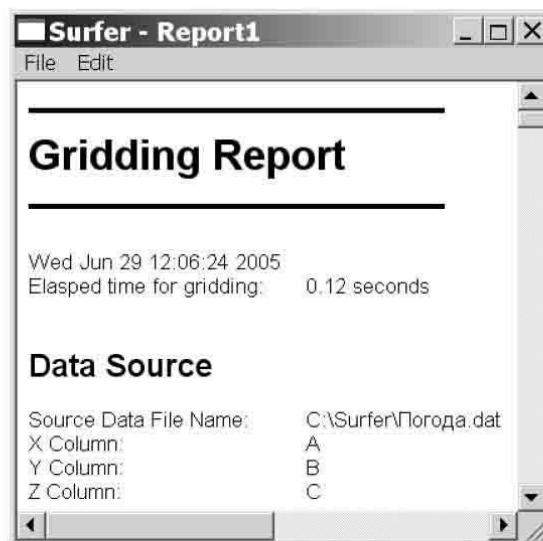 Surfer - Report1
File Edit
Gridding Report
Wed Jun 29 12:06:24 2005
Elasped time for gridding: 0.12 seconds
Data Source
Source Data File Name: C:\Surfer\Погода.dat
X Column: A
Y Column: B
Z Column: C